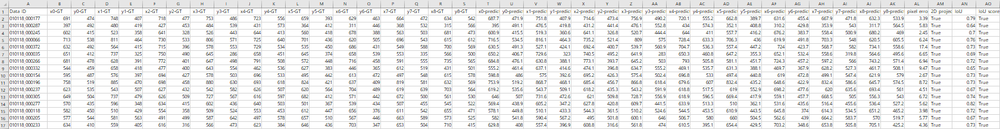 A B C D E F G H I J K L M N O P Q R S T U V W X Y Z AA AB AC AD AE AF AG AH AI AJ AK AL AM AN AO
1 Data ID x0-GT y0-GT x1-GT y1-GT x2-GT y2-GT x3-GT y3-GT x4-GT y4-GT x5-GT y5-GT x6-GT y6-GT x7-GT y7-GT x8-GT y8-GT x0-predict y0-predict x1-predict y1-predict x2-predict y2-predict x3-predict y3-predict x4-predict y4-predict x5-predict y5-predict x6-predict y6-predict x7-predict y7-predict x8-predict y8-predict pixel erro 2D projec IoU IoU score
2 010118_000177 691 474 748 407 718 477 753 486 723 556 659 393 629 463 664 472 634 542 687.7 471.9 751.8 407.9 714.6 473.4 756.9 490.2 720.1 555.2 662.8 389.7 631.6 455.4 667.9 471.8 632.3 533.9 3.39 True 0.79 True
3 010118_000287 397 492 480 419 427 453 484 539 431 573 364 412 311 446 368 532 315 566 395 491.1 476.5 419.8 431.2 441.4 476.1 552.8 434 574.3 352.1 408.8 310.2 429.8 353.9 543 311.7 564.5 5.83 True 0.64 True
4 010118_000245 602 415 523 358 641 328 526 443 644 413 560 418 678 388 563 503 681 473 600.9 415.5 519.3 360.6 641.1 326.8 520.7 444.4 644 411 557.7 416.2 676.2 383.7 558.4 500.9 680.2 469 2.45 True 0.7 True
5 010118_000066 713 538 811 464 730 533 806 571 725 640 701 436 620 505 696 543 615 612 716.5 534.5 816.1 464.3 735.2 521.4 809 575 728.4 633.3 706.3 436 619.9 491.8 703.3 548 620.5 605.5 6.24 True 0.76 True
6 010118_000372 632 492 564 415 715 396 578 553 729 534 535 450 686 431 549 588 700 569 630.5 491.3 527.1 424.1 692.4 400.7 539.7 560.9 704.7 536.3 557.4 447.2 724 423.7 568.7 582 734.1 558.6 17.4 True 0.73 True
7 010118_000035 651 412 737 325 750 490 645 286 658 451 645 374 658 539 553 335 566 500 650.2 406.7 729.6 323 740.5 495.2 641.9 283 650.3 460.8 647.2 355.3 652.1 532.4 558.6 319.8 564.6 495.6 6.65 True 0.69 True
8 010118_000266 681 478 628 391 772 401 647 498 791 508 572 448 716 458 591 555 735 565 684.8 476.1 630.8 388.1 773.1 393.7 645.2 503 793 505.8 581.1 451.7 724.3 457.2 597.2 566 743.2 571.4 6.94 True 0.72 True
9 010118_000332 544 459 658 418 477 400 643 554 462 536 627 383 446 365 612 519 431 501 555.2 461.4 637.1 414.6 474.1 396.8 634.7 555.2 469.1 535.7 631.3 388.1 469.7 367.9 628.2 527.3 461.7 508.1 9.47 True 0.65 True
10 010118_000154 595 487 576 397 694 427 578 503 696 533 495 442 613 472 497 548 615 578 598.8 486 575 392.6 695.2 426.3 575.4 502.4 696.8 533 497.4 440.8 619 472.8 499.1 547.4 621.9 579 2.67 True 0.73 True
11 010118_000196 758 519 885 470 698 458 880 630 693 618 824 421 637 409 819 581 632 569 753.9 519.2 868.7 468.1 685.4 457.2 866.8 618.4 679.6 607 832.4 435.2 648.6 422.9 832.4 586.6 645.7 574.5 8.72 True 0.73 True
12 010118_000237 623 535 543 507 627 432 542 582 626 507 620 564 704 489 619 639 703 564 619.2 535.6 543.7 509.1 618.2 435.3 543.2 591.9 618.8 517.5 619 552.9 698.2 477.6 620 635.6 693.4 561 4.51 True 0.67 True
13 010118_000305 649 504 737 479 626 509 727 567 616 597 682 412 571 442 672 500 561 530 646 507 731.6 472.6 621 509.8 728.7 556.9 618.9 596.5 669.4 417.9 559.1 457.7 668.5 505 556.3 543 6.72 True 0.74 True
14 010118_000277 570 435 596 348 634 415 602 436 640 503 501 367 539 434 507 455 545 522 569.4 438.9 605.2 347.2 627.8 420.8 609.7 441.5 633.9 513.3 510 362.1 531.6 435.6 516.4 455.9 536.4 527.2 5.62 True 0.82 True
15 010118_000118 582 450 510 429 554 358 509 524 553 453 612 447 656 376 611 542 655 471 578.1 449.8 510.1 433.3 544.3 361.5 510.2 524.6 544.5 453.5 610.9 443.5 645.8 374 614.3 534.5 651.2 465.2 3.98 True 0.72 True
16 010118_000205 577 544 581 563 491 499 587 622 497 578 657 510 567 446 663 589 573 525 582 541.8 590.4 567.2 495 501.8 600.1 646 506.7 580 660 504.5 562.6 439 664.2 583.7 570 519.7 5.77 True 0.67 True
17 010118_000233 634 410 559 405 616 316 566 473 623 384 646 436 703 347 653 504 710 415 629.8 408 557.4 396.9 608.8 316.6 561.8 474 610.5 395.1 654.4 429.5 703.2 348.6 653.8 505.8 705.1 425.2 4.36 True 0.73 True